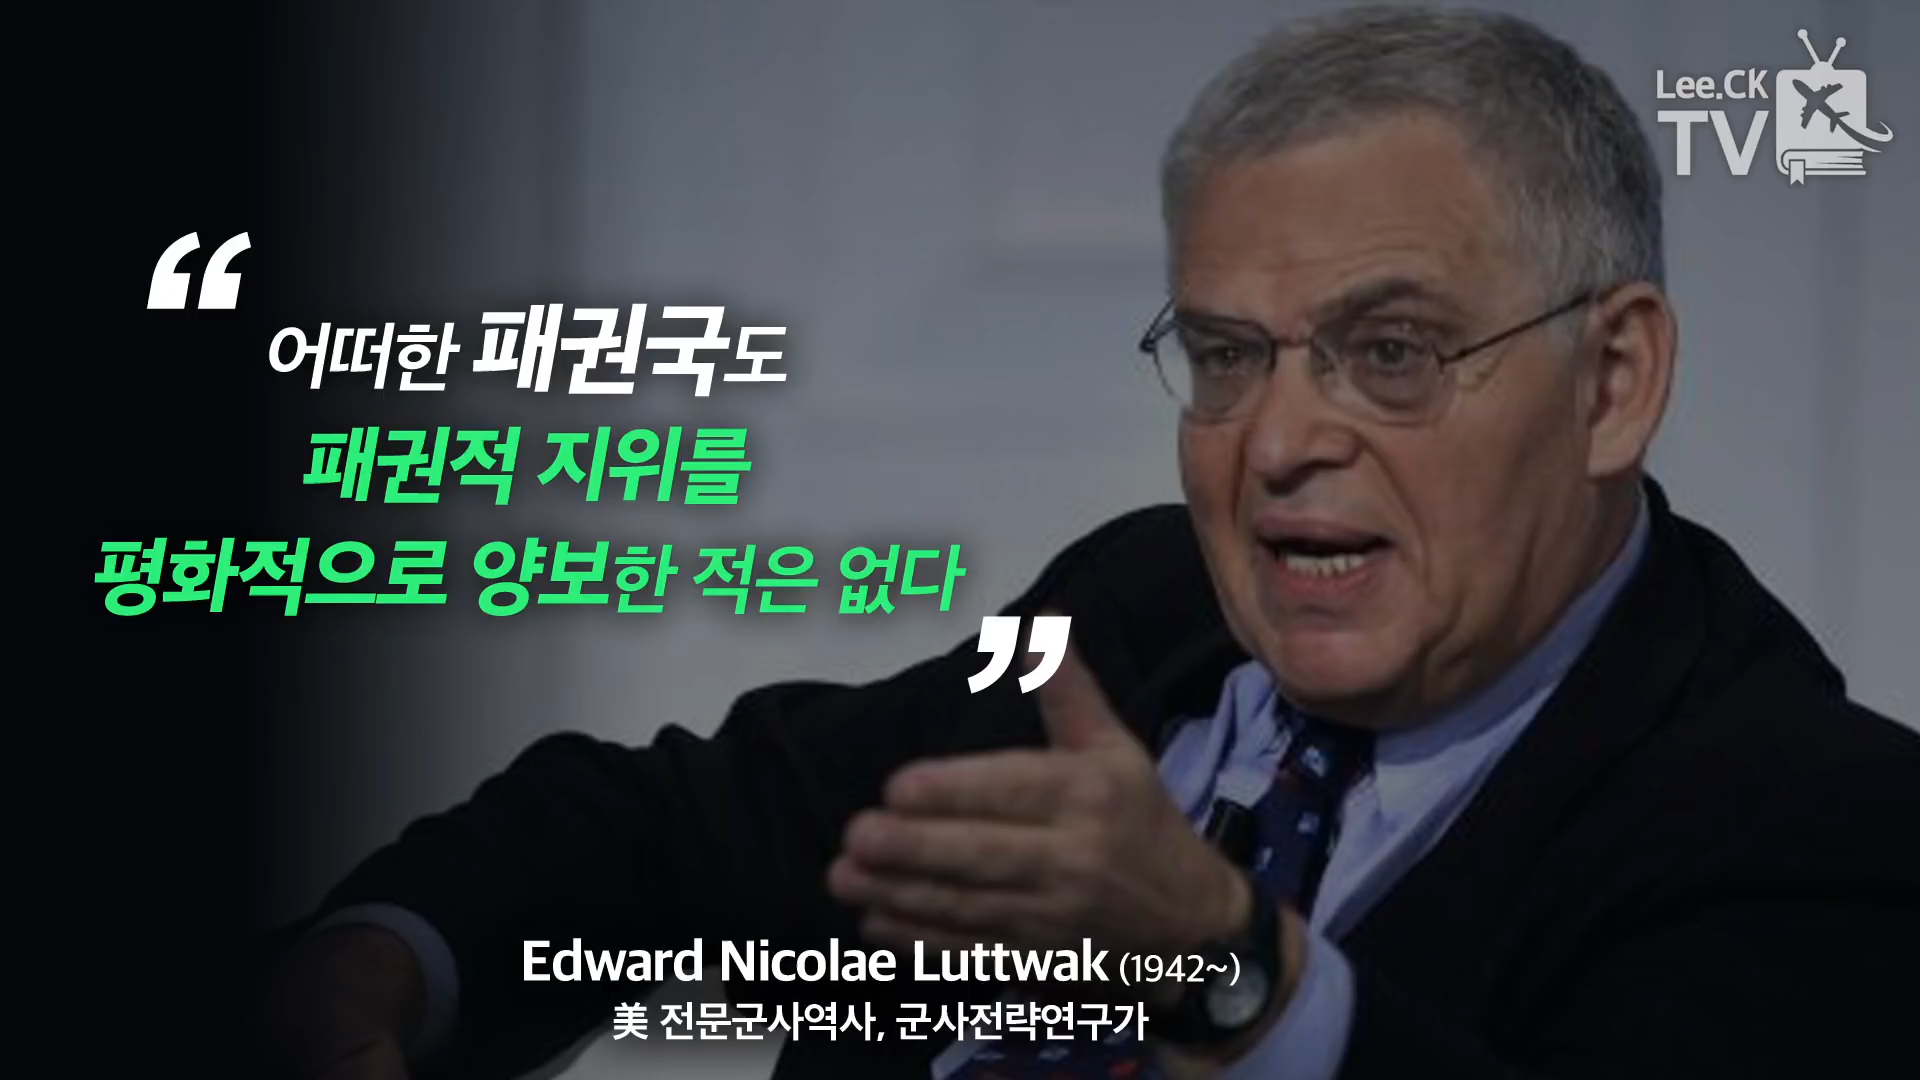 Lee.CK
TV
“
어떠한 패권국도
패권적 지위를
평화적으로 양보한 적은 없다
”
Edward Nicolae Luttwak (1942~)
美 전문군사역사, 군사전략연구가